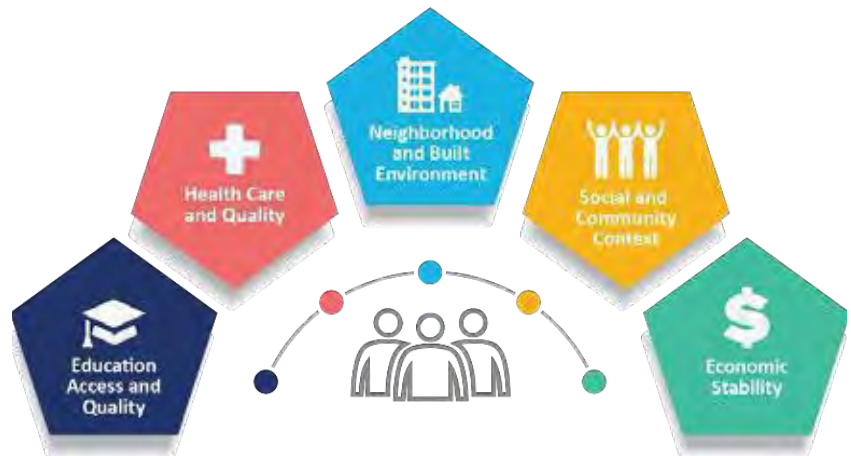 Education
Access and
Quality
Health Care
and Quality
Neighborhood
and Built
Environment
Social and
Community
Context
Economic
Stability